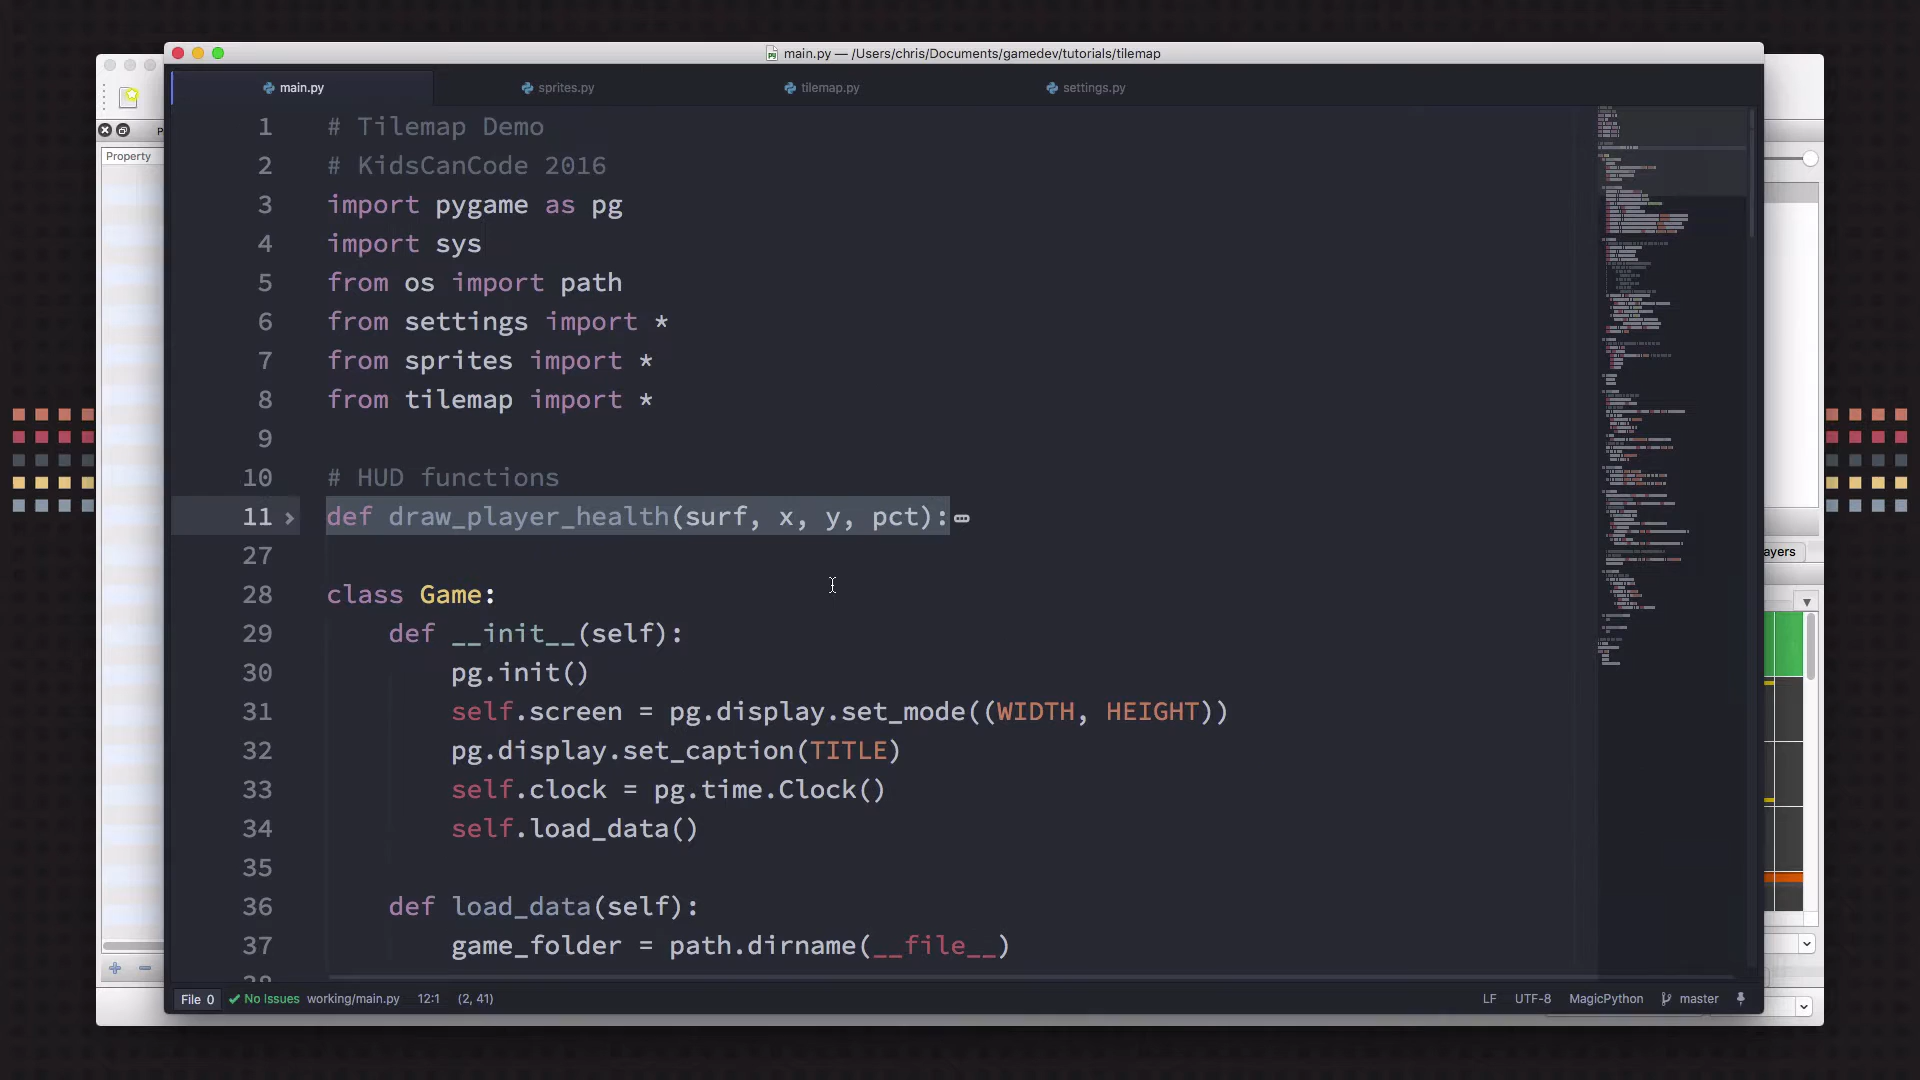 main.py — /Users/chris/Documents/gamedev/tutorials/tilemap
main.py
sprites.py
tilemap.py
settings.py
Property
1 # Tilemap Demo
2 # KidsCanCode 2016
3 import pygame as pg
4 import sys
5 from os import path
6 from settings import *
7 from sprites import *
8 from tilemap import *
9
10 # HUD functions
11 def draw_player_health(surf, x, y, pct):
27
28 class Game:
29 def __init__(self):
30 pg.init()
31 self.screen = pg.display.set_mode((WIDTH, HEIGHT))
32 pg.display.set_caption(TITLE)
33 self.clock = pg.time.Clock()
34 self.load_data()
35
36 def load_data(self):
37 game_folder = path.dirname(__file__)
ayers
File 0 No Issues working/main.py 12:1 (2, 41) LF UTF-8 MagicPython master